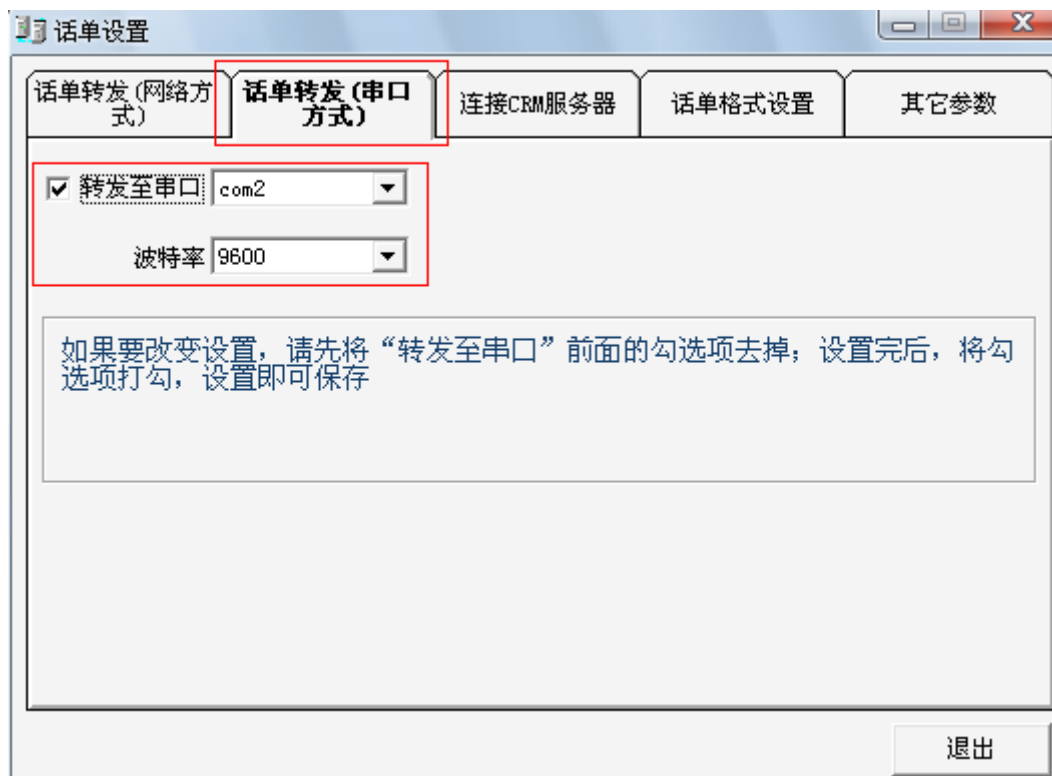 话单设置
话单转发(网络方
式)
话单转发(串口
方式)
连接CRM服务器
话单格式设置
其它参数
转发至串口 com2
波特率 9600
如果要改变设置，请先将“转发至串口”前面的勾选项去掉；设置完后，将勾
选项打勾，设置即可保存
退出